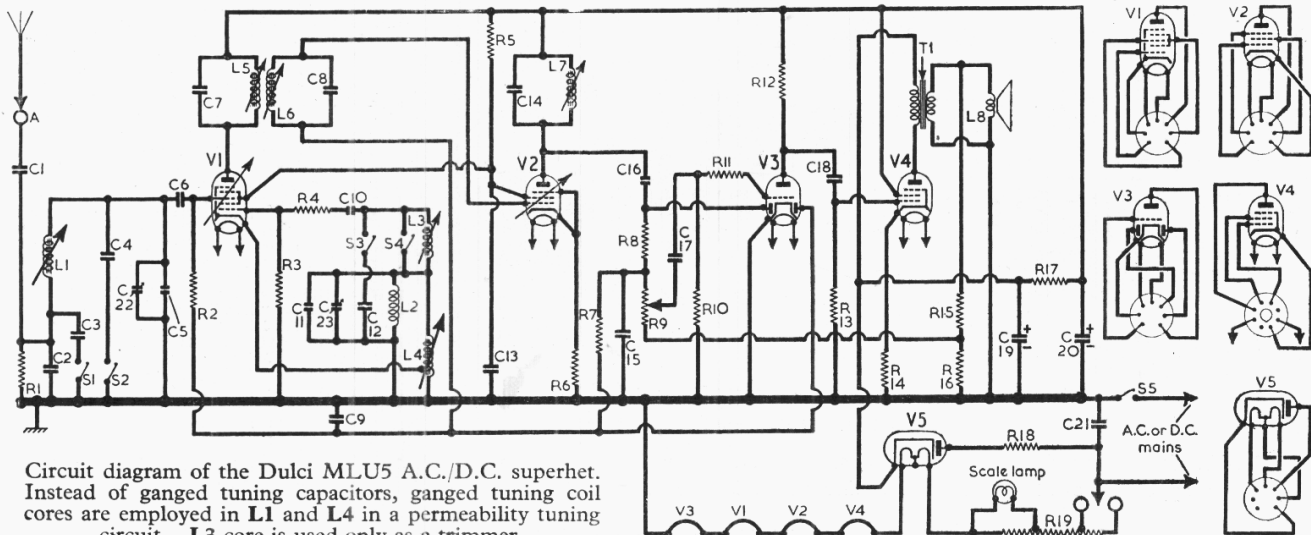 V1
V2
R5
L5
C7
L6
C8
L7
C14
R12
T1
L8
A
C1
V1
V2
C16
R11
V3
C18
V4
C6
R4
C10
L3
S3
S4
L1
C4
C22
C5
R2
R3
C11
C23
C12
L2
L4
C3
C2
R1
S1
S2
C13
R7
R6
R8
C17
R9
C15
R10
R13
R14
R15
R16
R17
C19
+
-
C20
+
-
V3
V4
C9
S5
C21
A.C. or D.C.
mains
V5
R18
Scale lamp
R19
V3
V1
V2
V4
V5
Circuit diagram of the Dulci MLU5 A.C./D.C. superhet.
Instead of ganged tuning capacitors, ganged tuning coil
cores are employed in L1 and L4 in a permeability tuning
circuit. L3 core is used only as a trimmer.